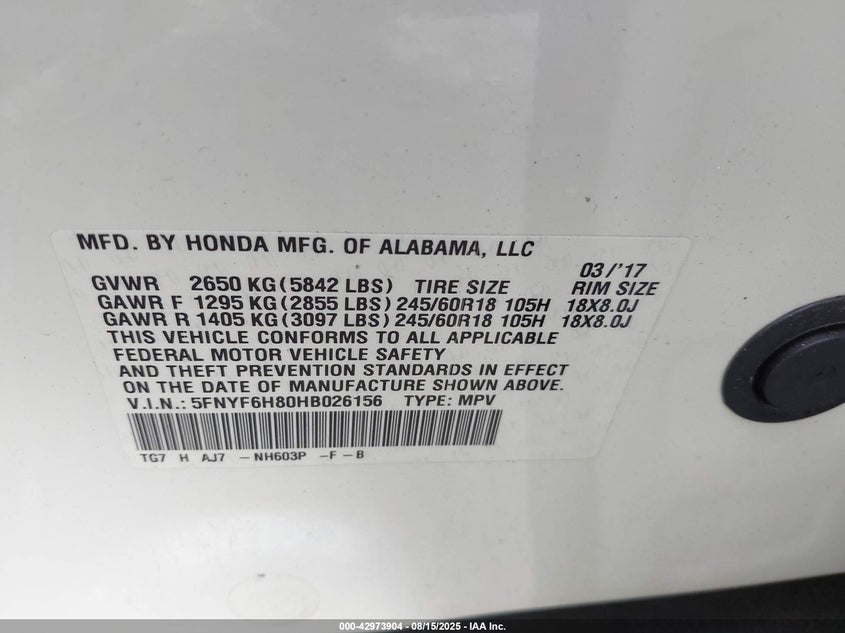 MFD. BY HONDA MFG. OF ALABAMA, LLC
03/'17
GVWR 2650 KG(5842 LBS) TIRE SIZE RIM SIZE
GAWR F 1295 KG(2855 LBS)245/60R18 105H 18X8.0J
GAWR R 1405 KG(3097 LBS)245/60R18 105H 18X8.0J
THIS VEHICLE CONFORMS TO ALL APPLICABLE
FEDERAL MOTOR VEHICLE SAFETY
AND THEFT PREVENTION STANDARDS IN EFFECT
ON THE DATE OF MANUFACTURE SHOWN ABOVE.
V.I.N.: 5FNYF6H80HB026156 TYPE: MPV
TG7 H AJ7 -NH603P -F-B
000-42973904 - 08/15/2025 - IAA Inc.